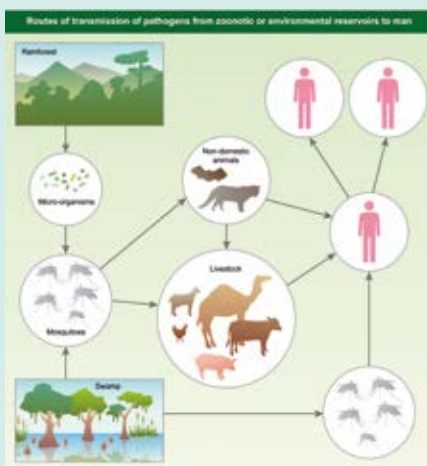 Routes of transmission of pathogens from zoonotic or environmental reservoirs to man
Rainforest
Non-domestic
animals
Micro-organisms
Livestock
Mosquitoes
Swamp